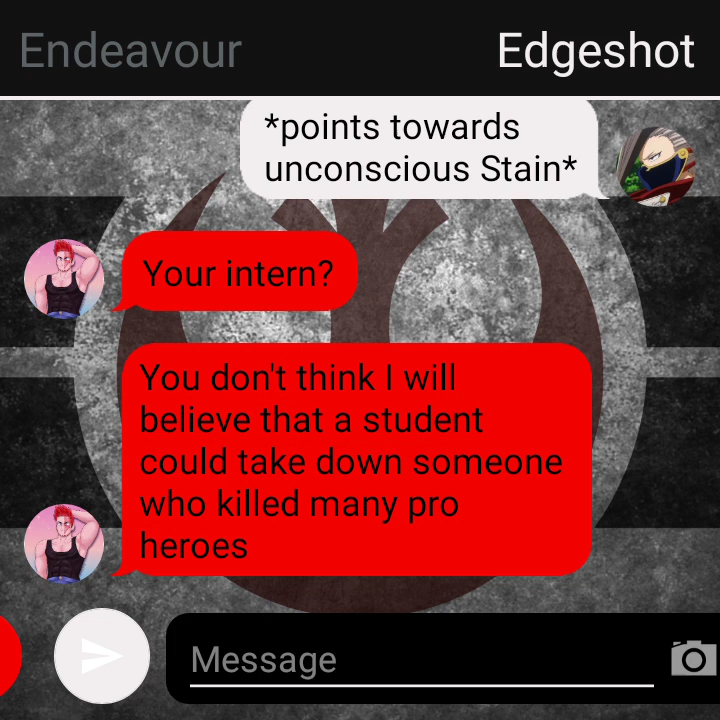 Endeavour Edgeshot
*points towards
unconscious Stain*
Your intern?
You don't think I will
believe that a student
could take down someone
who killed many pro
heroes
Message